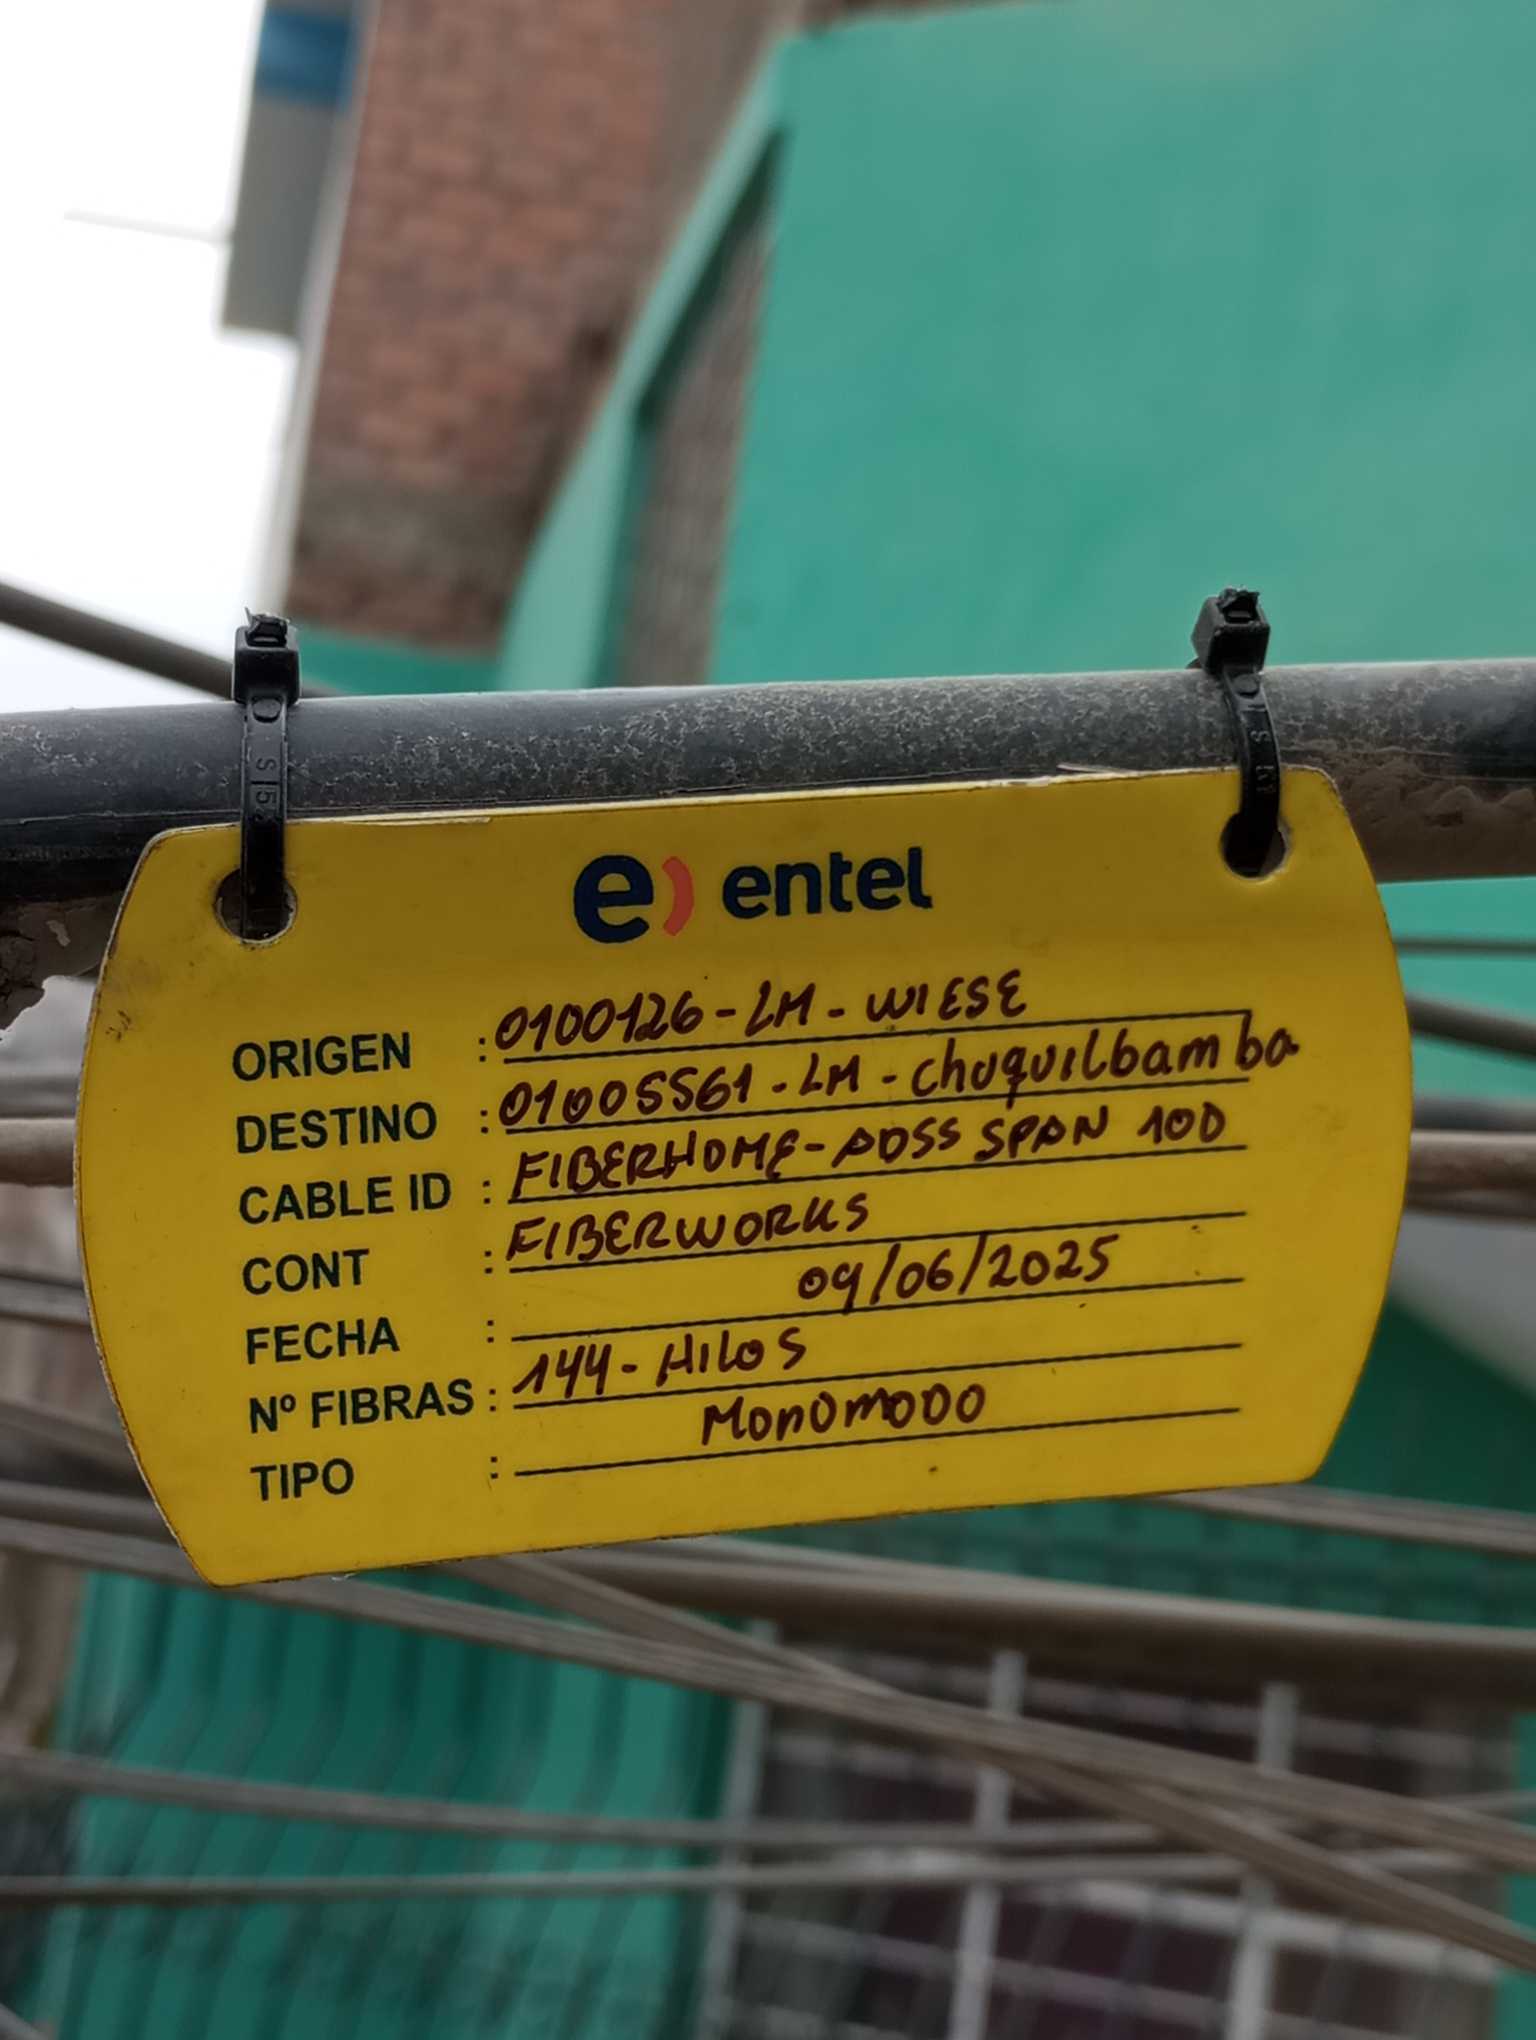 e) entel
ORIGEN : 0100126-LM-WIESE
DESTINO : 01005561-LM-chuquilbamba
CABLE ID : FIBERHOME-ADSS SPAN 100
CONT : FIBERWORKS
FECHA : 09/06/2025
Nº FIBRAS : 144-HILOS
TIPO : MONOMODO